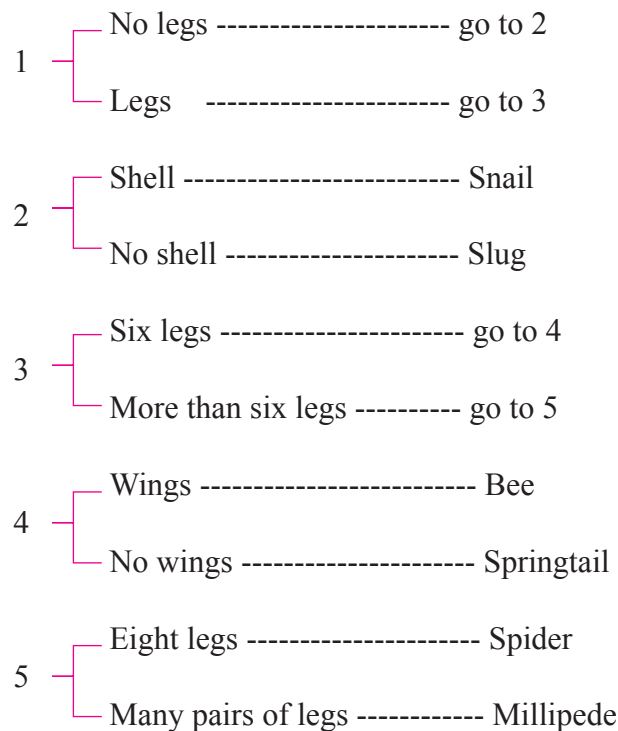 No legs --------------------- go to 2
1
Legs ---------------------- go to 3
Shell ------------------------- Snail
2
No shell --------------------- Slug
Six legs ---------------------- go to 4
3
More than six legs ---------- go to 5
Wings ------------------------- Bee
4
No wings --------------------- Springtail
Eight legs --------------------- Spider
5
Many pairs of legs ------------ Millipede